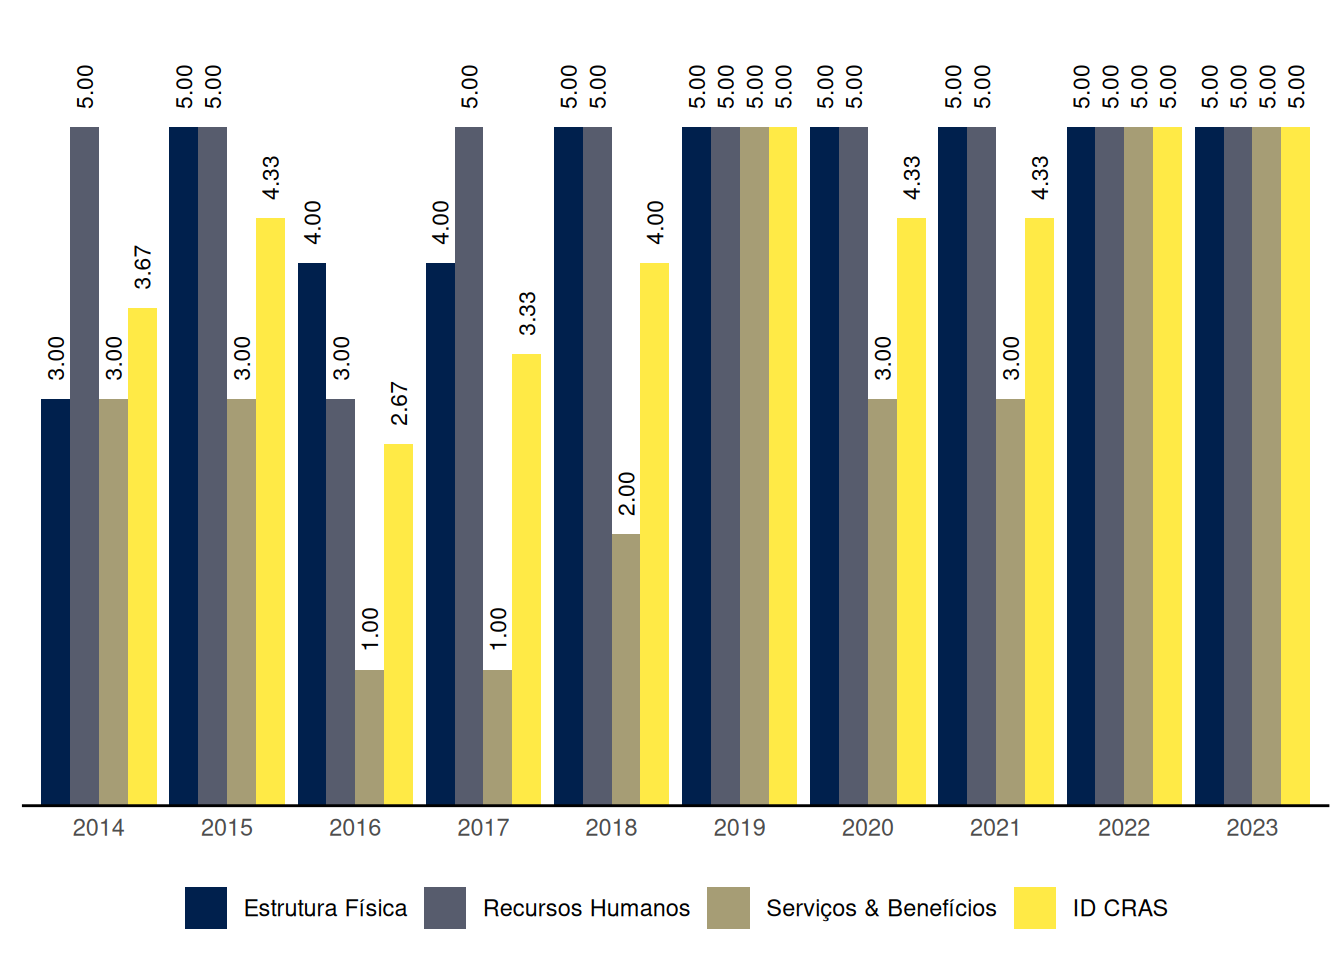 3.00 5.00 3.00 3.67 5.00 5.00 3.00 4.33 4.00 3.00 1.00 2.67 4.00 5.00 1.00 3.33 5.00 5.00 2.00 4.00 5.00 5.00 5.00 5.00 5.00 5.00 3.00 4.33 5.00 5.00 3.00 4.33 5.00 5.00 5.00 5.00 5.00 5.00 5.00 5.00
2014 2015 2016 2017 2018 2019 2020 2021 2022 2023
Estrutura Física Recursos Humanos Serviços & Benefícios ID CRAS